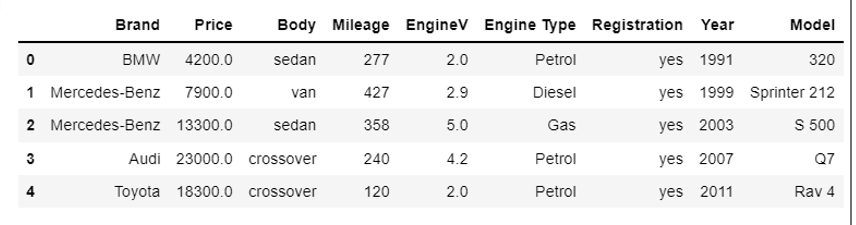 Brand Price Body Mileage EngineV Engine Type Registration Year Model
0 BMW 4200.0 sedan 277 2.0 Petrol yes 1991 320
1 Mercedes-Benz 7900.0 van 427 2.9 Diesel yes 1999 Sprinter 212
2 Mercedes-Benz 13300.0 sedan 358 5.0 Gas yes 2003 S 500
3 Audi 23000.0 crossover 240 4.2 Petrol yes 2007 Q7
4 Toyota 18300.0 crossover 120 2.0 Petrol yes 2011 Rav 4